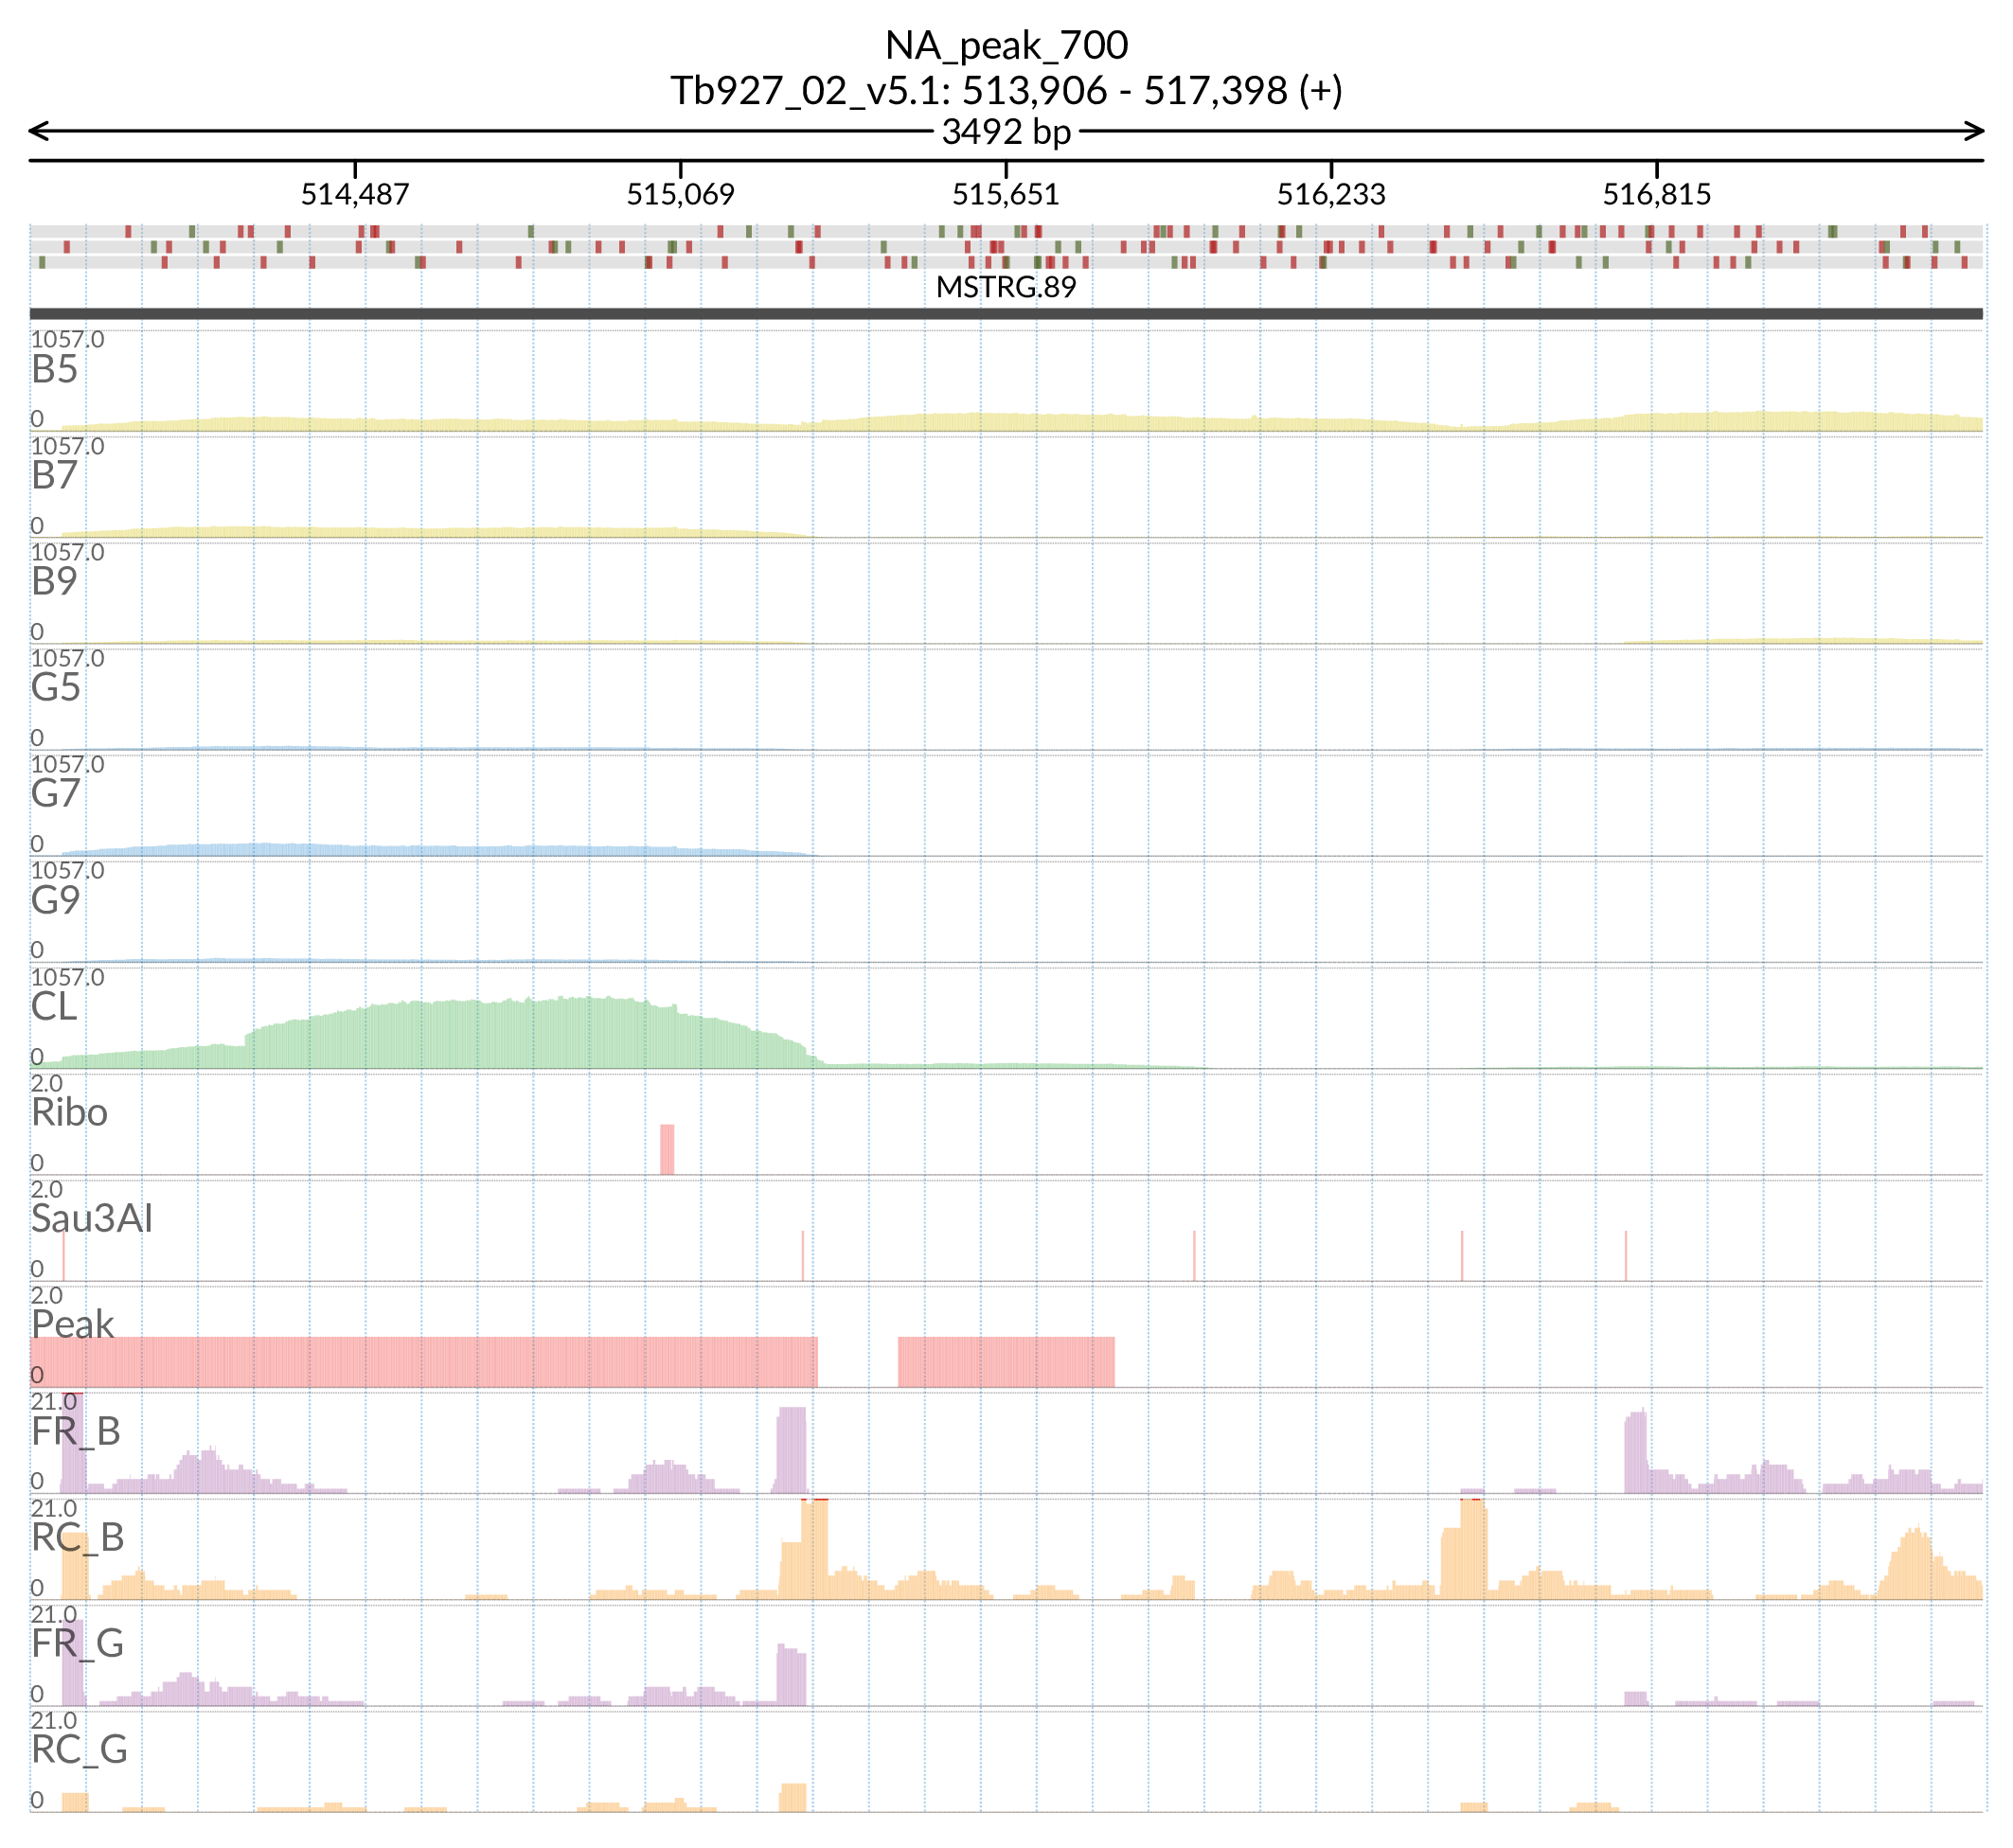 NA_peak_700
Tb927_02_v5.1: 513,906 - 517,398 (+)
3492 bp
514,487 515,069 515,651 516,233 516,815
MSTRG.89
1057.0
B5
0
1057.0
B7
0
1057.0
B9
0
1057.0
G5
0
1057.0
G7
0
1057.0
G9
0
1057.0
CL
0
2.0
Ribo
0
2.0
Sau3AI
0
2.0
Peak
0
21.0
FR_B
0
21.0
RC_B
0
21.0
FR_G
0
21.0
RC_G
0